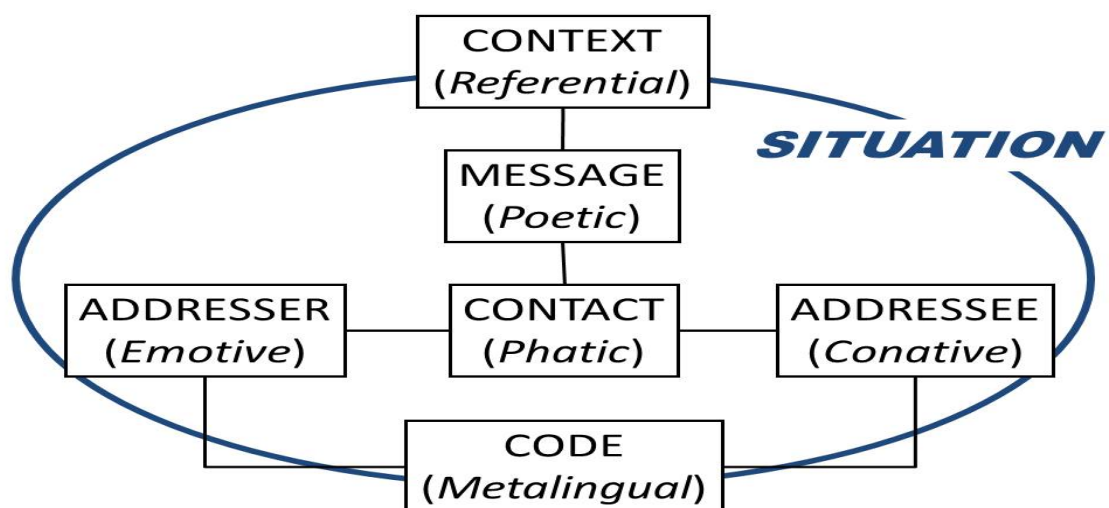 CONTEXT
(Referential)
SITUATION
MESSAGE
(Poetic)
ADDRESSER
(Emotive)
CONTACT
(Phatic)
ADDRESSEE
(Conative)
CODE
(Metalingual)